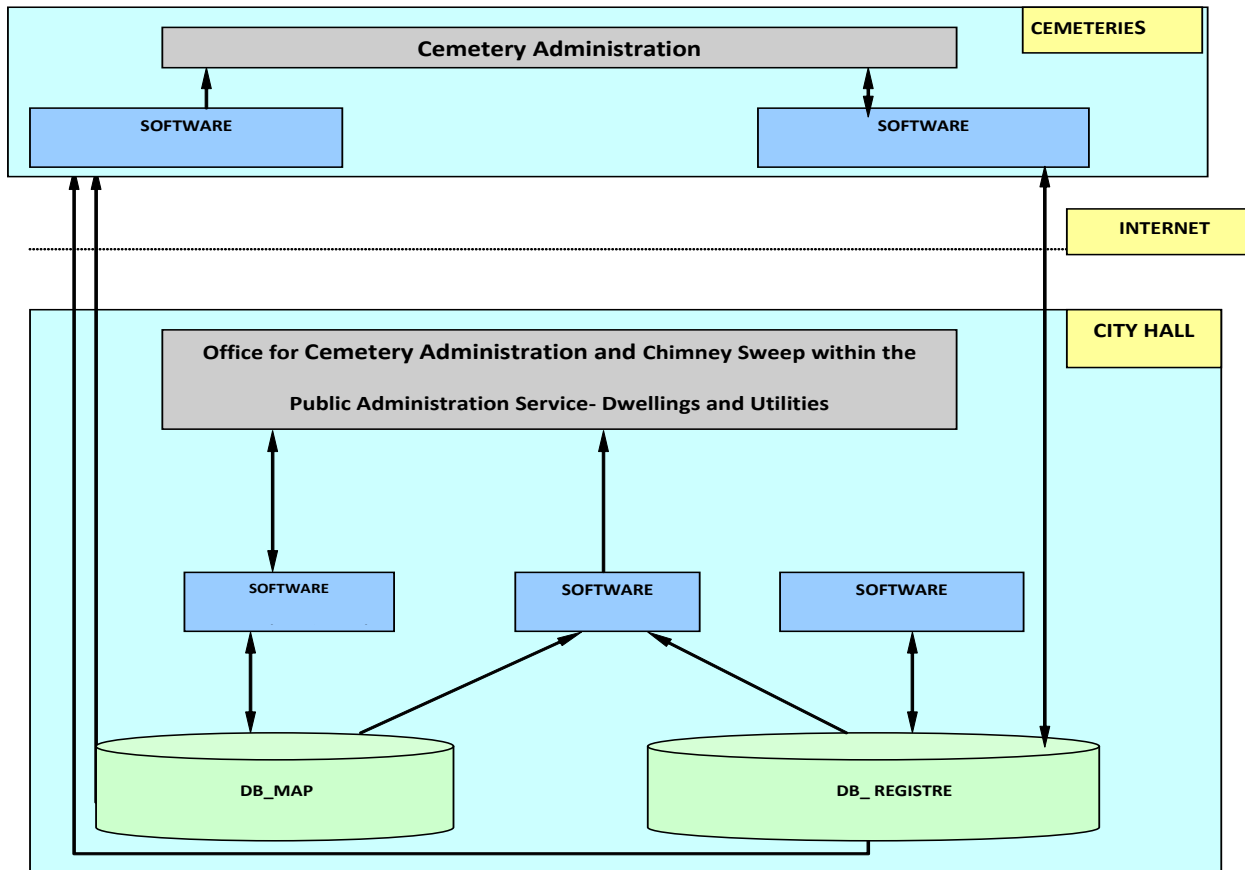 CEMETERIES
Cemetery Administration
SOFTWARE
SOFTWARE
INTERNET
CITY HALL
Office for Cemetery Administration and Chimney Sweep within the
Public Administration Service- Dwellings and Utilities
SOFTWARE
SOFTWARE
SOFTWARE
DB_MAP
DB_ REGISTRE